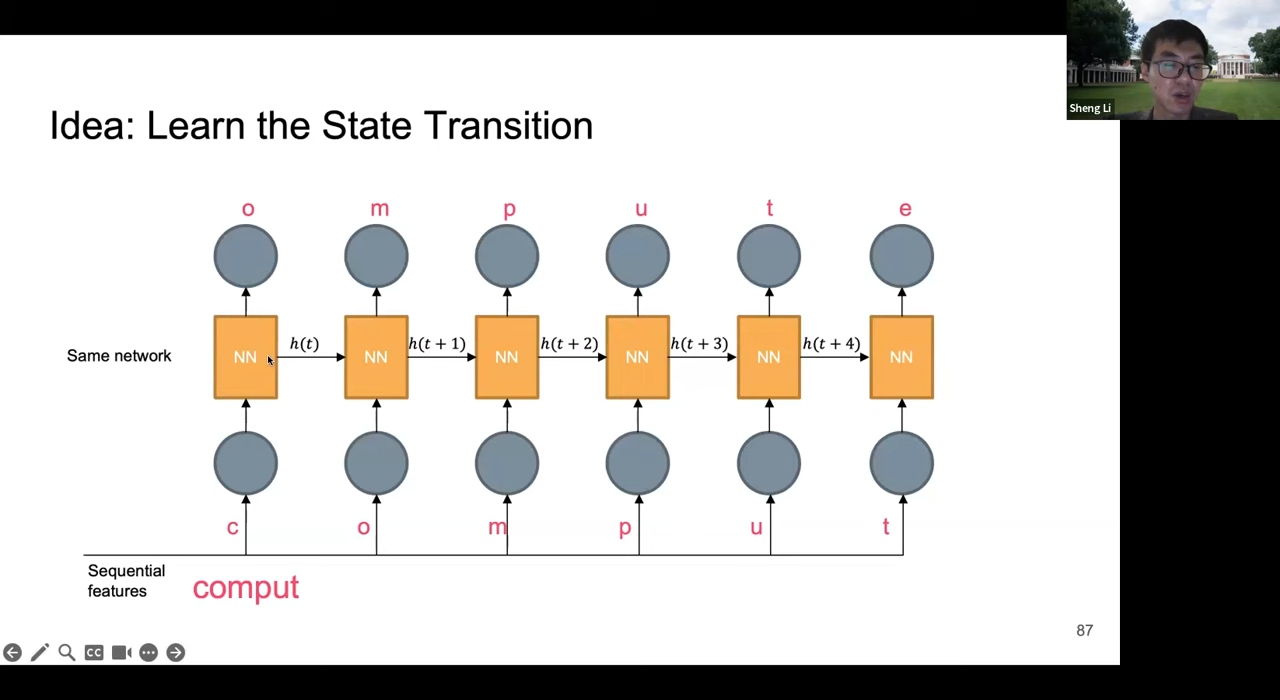 Sheng Li
Idea: Learn the State Transition
o m p u t e
Same network
NN h(t) NN h(t + 1) NN h(t + 2) NN h(t + 3) NN h(t + 4) NN
c o m p u t
Sequential
features
comput
87
CC